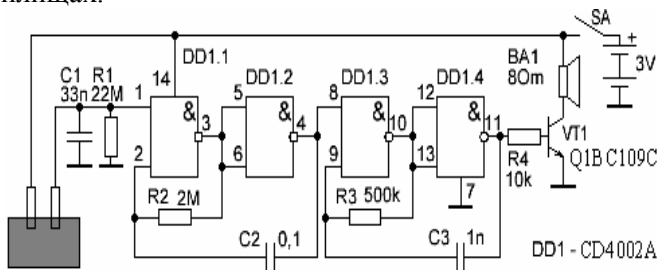 илищах.
SA
BA1
8Om
+
3V
C1 R1
33n 22M
14
DD1.1
DD1.2
DD1.3
DD1.4
1
2
&
3
5
6
&
4
8
9
&
10
12
13
&
11
7
R2 2M
R3 500k
R4
10k
VT1
Q1B C109C
C2 0,1
C3 1n
DD1 - CD4002A